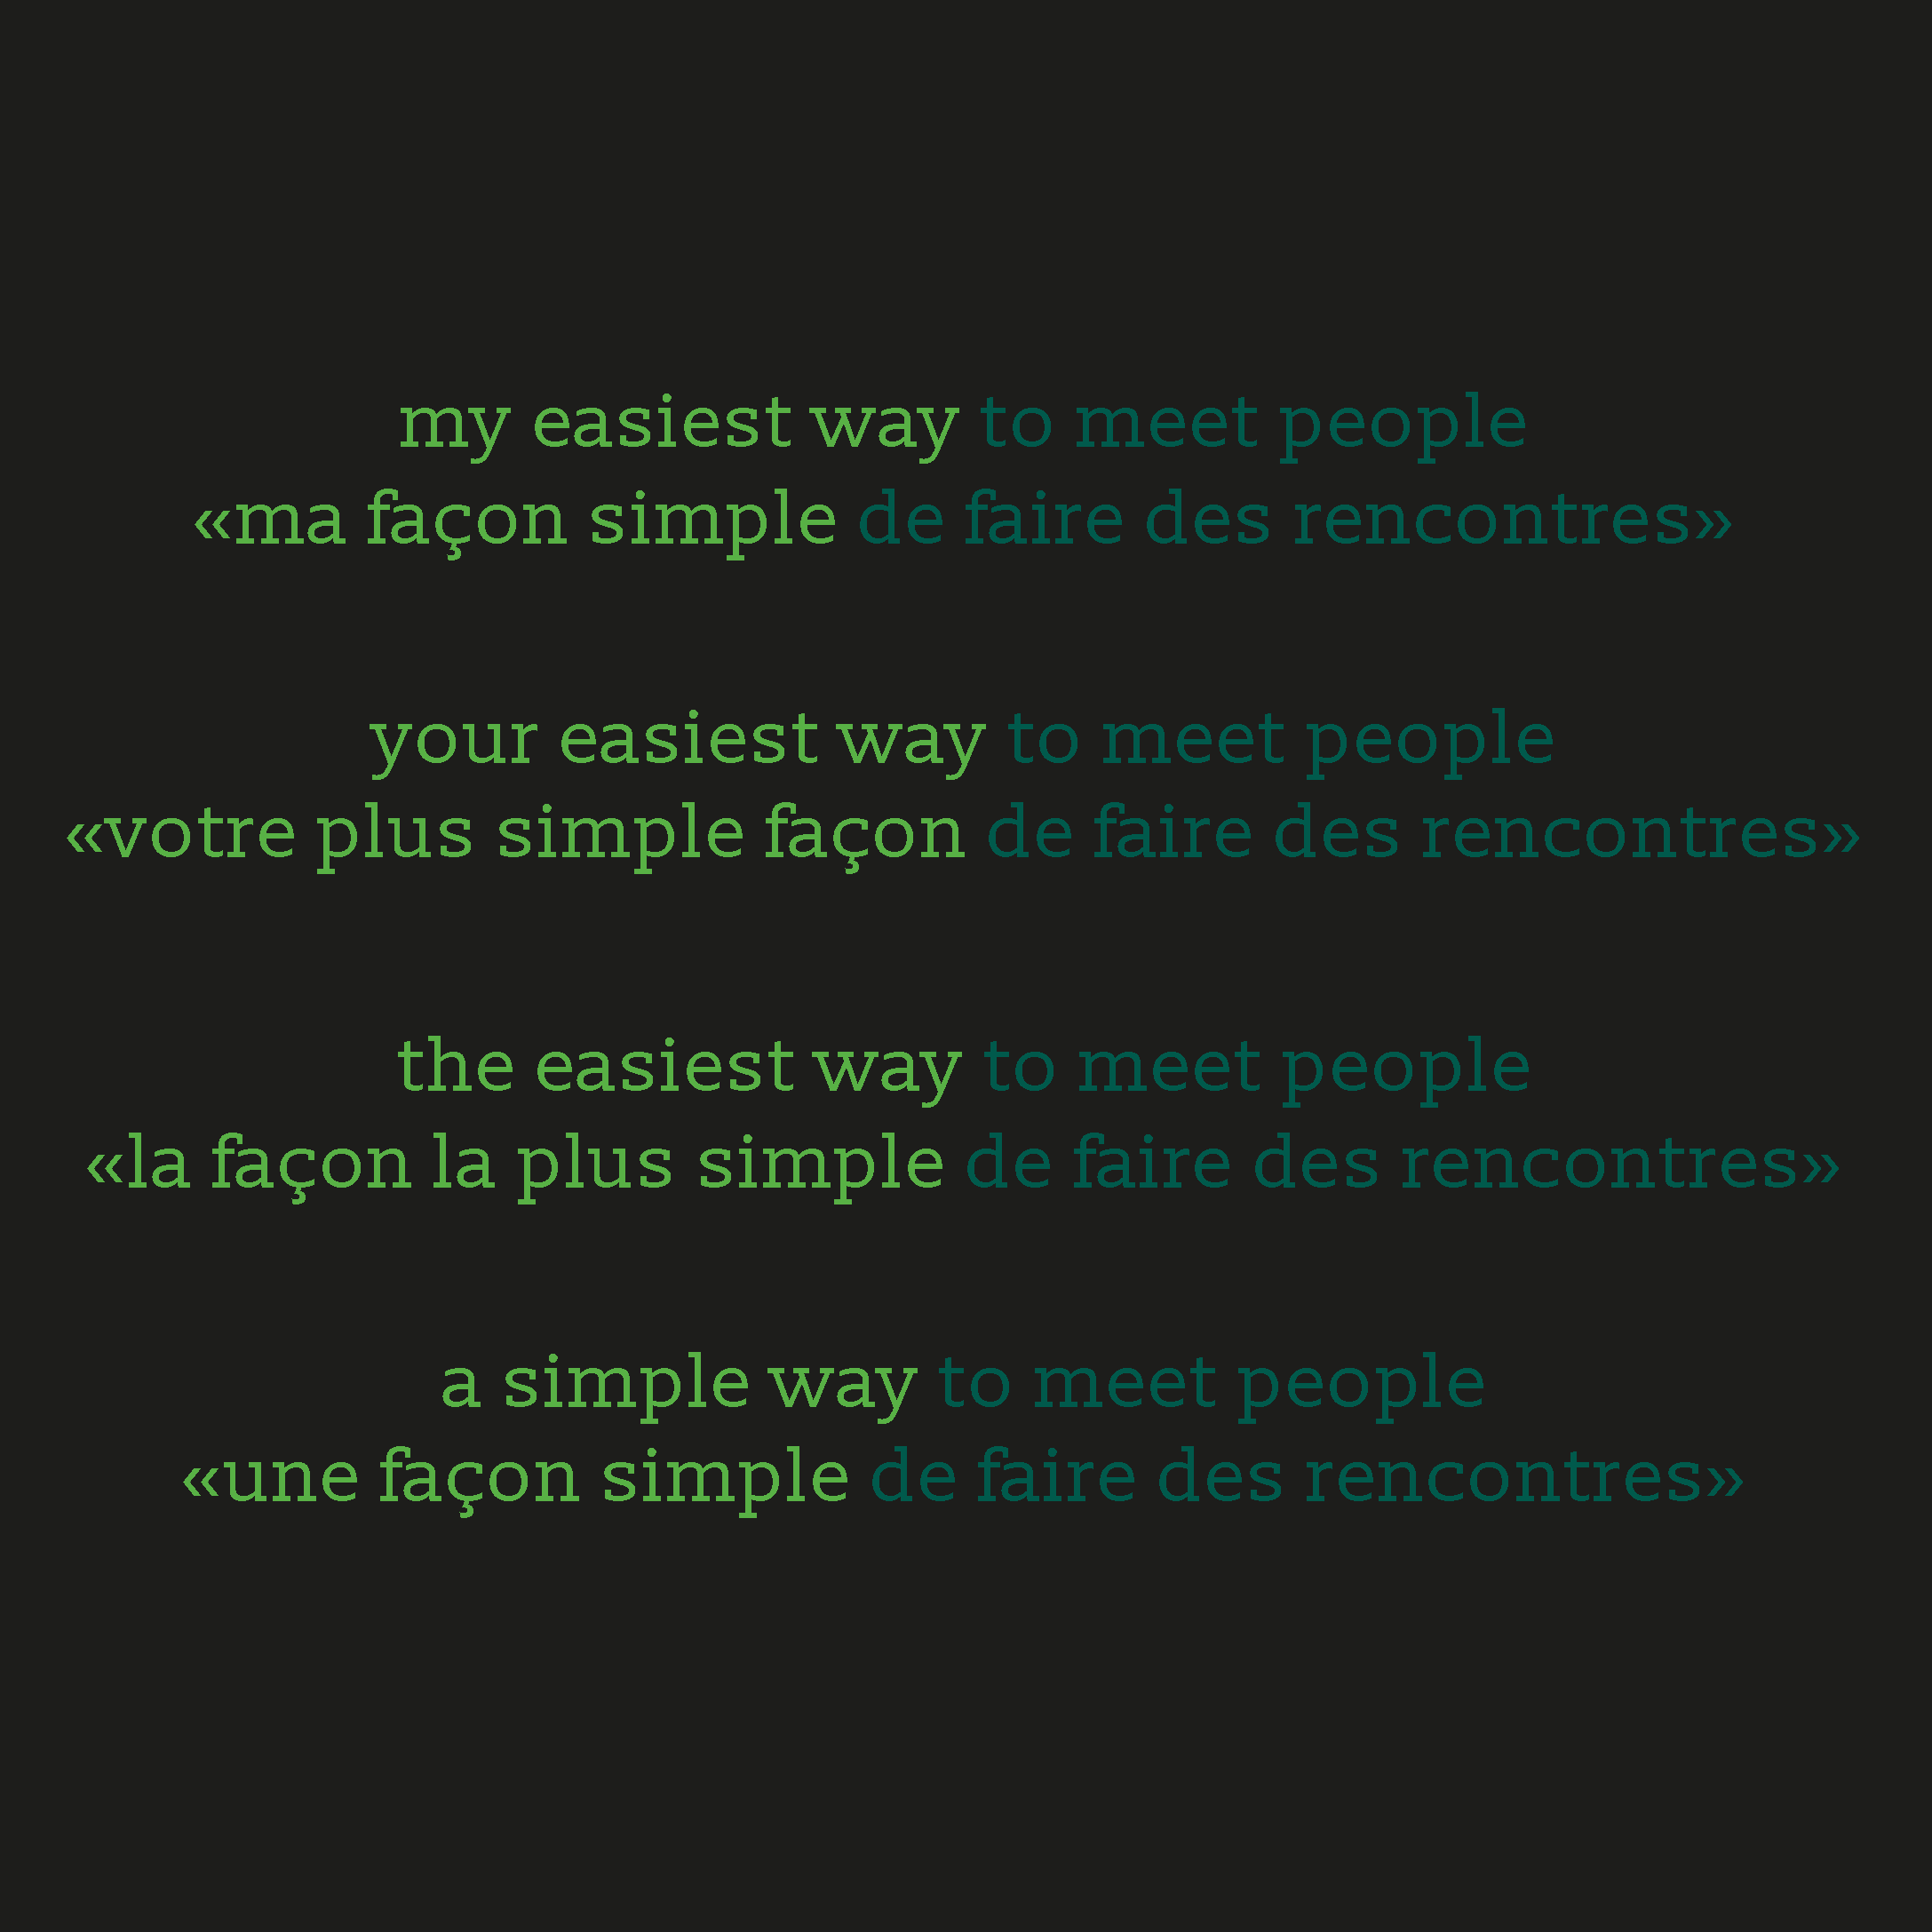 my easiest way to meet people
«ma façon simple de faire des rencontres»
your easiest way to meet people
«votre plus simple façon de faire des rencontres»
the easiest way to meet people
«la façon la plus simple de faire des rencontres»
a simple way to meet people
«une façon simple de faire des rencontres»